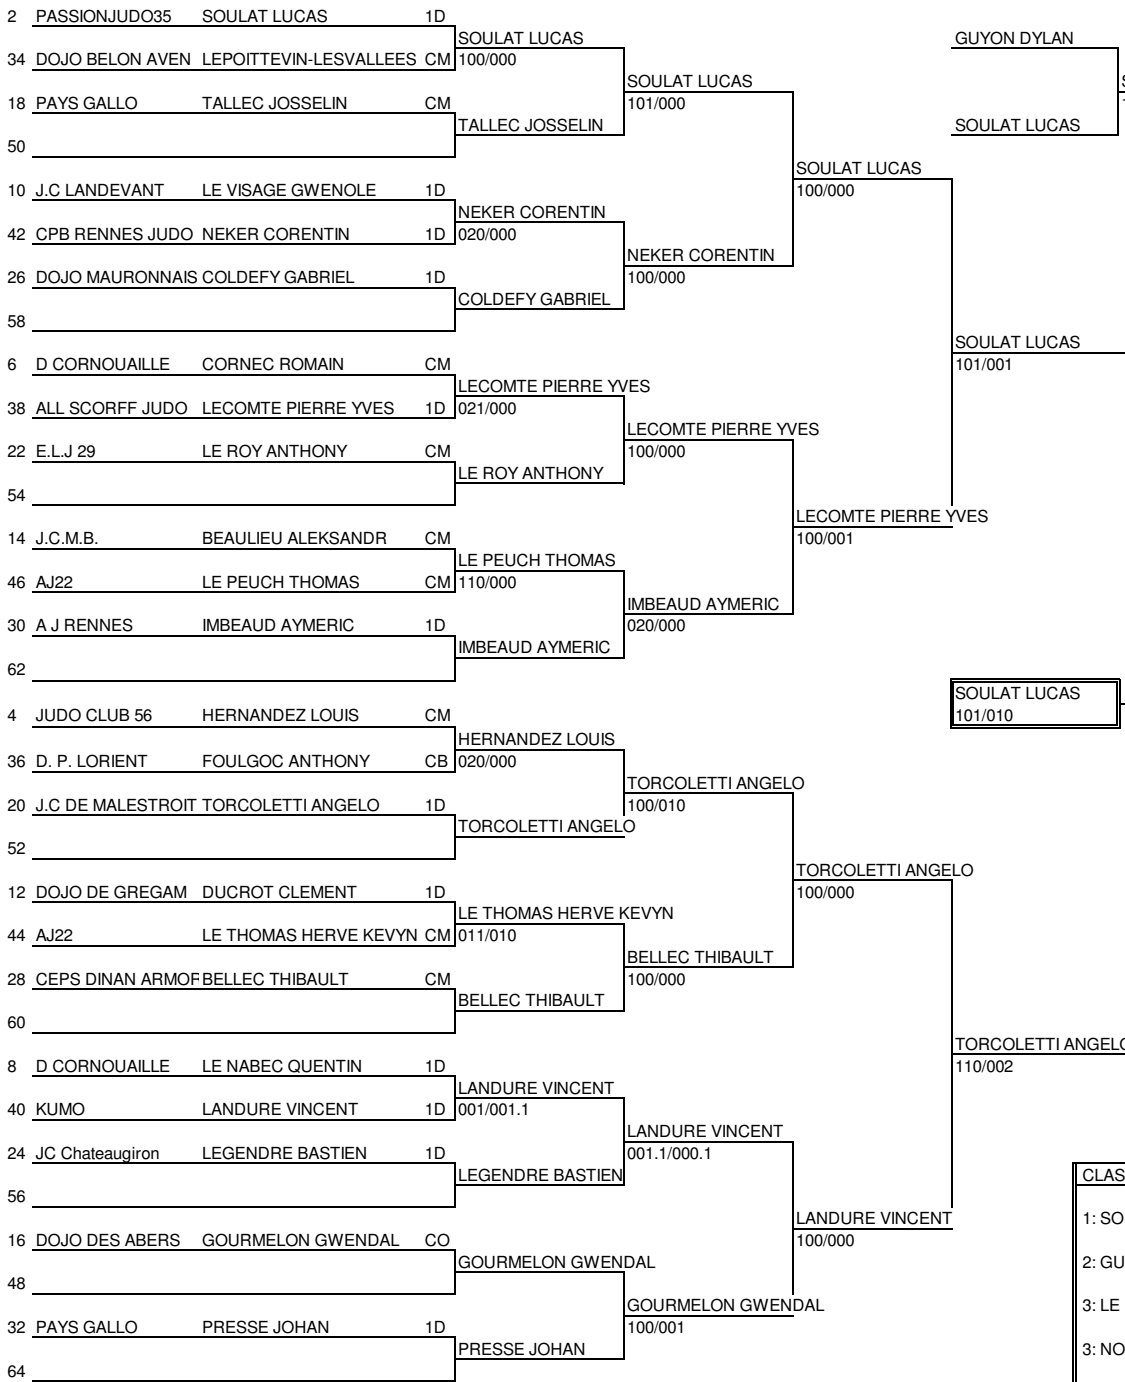 2 PASSIONJUDO35 SOULAT LUCAS 1D
SOULAT LUCAS
GUYON DYLAN
34 DOJO BELON AVEN LEPOITTEVIN-LESVALLEES CM 100/000
SOULAT LUCAS
18 PAYS GALLO TALLEC JOSSELIN CM
101/000
TALLEC JOSSELIN
SOULAT LUCAS
50
SOULAT LUCAS
10 J.C LANDEVANT LE VISAGE GWENOLE 1D
100/000
NEKER CORENTIN
42 CPB RENNES JUDO NEKER CORENTIN 1D 020/000
NEKER CORENTIN
26 DOJO MAURONNAIS COLDEFY GABRIEL 1D
100/000
COLDEFY GABRIEL
58
SOULAT LUCAS
6 D CORNOUAILLE CORNEC ROMAIN CM
101/001
LECOMTE PIERRE YVES
38 ALL SCORFF JUDO LECOMTE PIERRE YVES 1D 021/000
LECOMTE PIERRE YVES
22 E.L.J 29 LE ROY ANTHONY CM
100/000
LE ROY ANTHONY
54
LECOMTE PIERRE YVES
14 J.C.M.B. BEAULIEU ALEKSANDR CM
100/001
LE PEUCH THOMAS
46 AJ22 LE PEUCH THOMAS CM 110/000
IMBEAUD AYMERIC
30 A J RENNES IMBEAUD AYMERIC 1D
020/000
IMBEAUD AYMERIC
62
SOULAT LUCAS
4 JUDO CLUB 56 HERNANDEZ LOUIS CM
101/010
HERNANDEZ LOUIS
36 D. P. LORIENT FOULGOC ANTHONY CB 020/000
TORCOLETTI ANGELO
20 J.C DE MALESTROIT TORCOLETTI ANGELO 1D
100/010
TORCOLETTI ANGELO
52
TORCOLETTI ANGELO
12 DOJO DE GREGAM DUCROT CLEMENT 1D
100/000
LE THOMAS HERVE KEVYN
44 AJ22 LE THOMAS HERVE KEVYN CM 011/010
BELLEC THIBAULT
28 CEPS DINAN ARMOR BELLEC THIBAULT CM
100/000
BELLEC THIBAULT
60
TORCOLETTI ANGELO
8 D CORNOUAILLE LE NABEC QUENTIN 1D
110/002
LANDURE VINCENT
40 KUMO LANDURE VINCENT 1D 001/001.1
LANDURE VINCENT
24 JC Chateaugiron LEGENDRE BASTIEN 1D
001.1/000.1
LEGENDRE BASTIEN
CLAS
56
LANDURE VINCENT
1: SO
16 DOJO DES ABERS GOURMELON GWENDAL CO
100/000
GOURMELON GWENDAL
2: GU
48
GOURMELON GWENDAL
3: LE
32 PAYS GALLO PRESSE JOHAN 1D
100/001
PRESSE JOHAN
3: NO
64